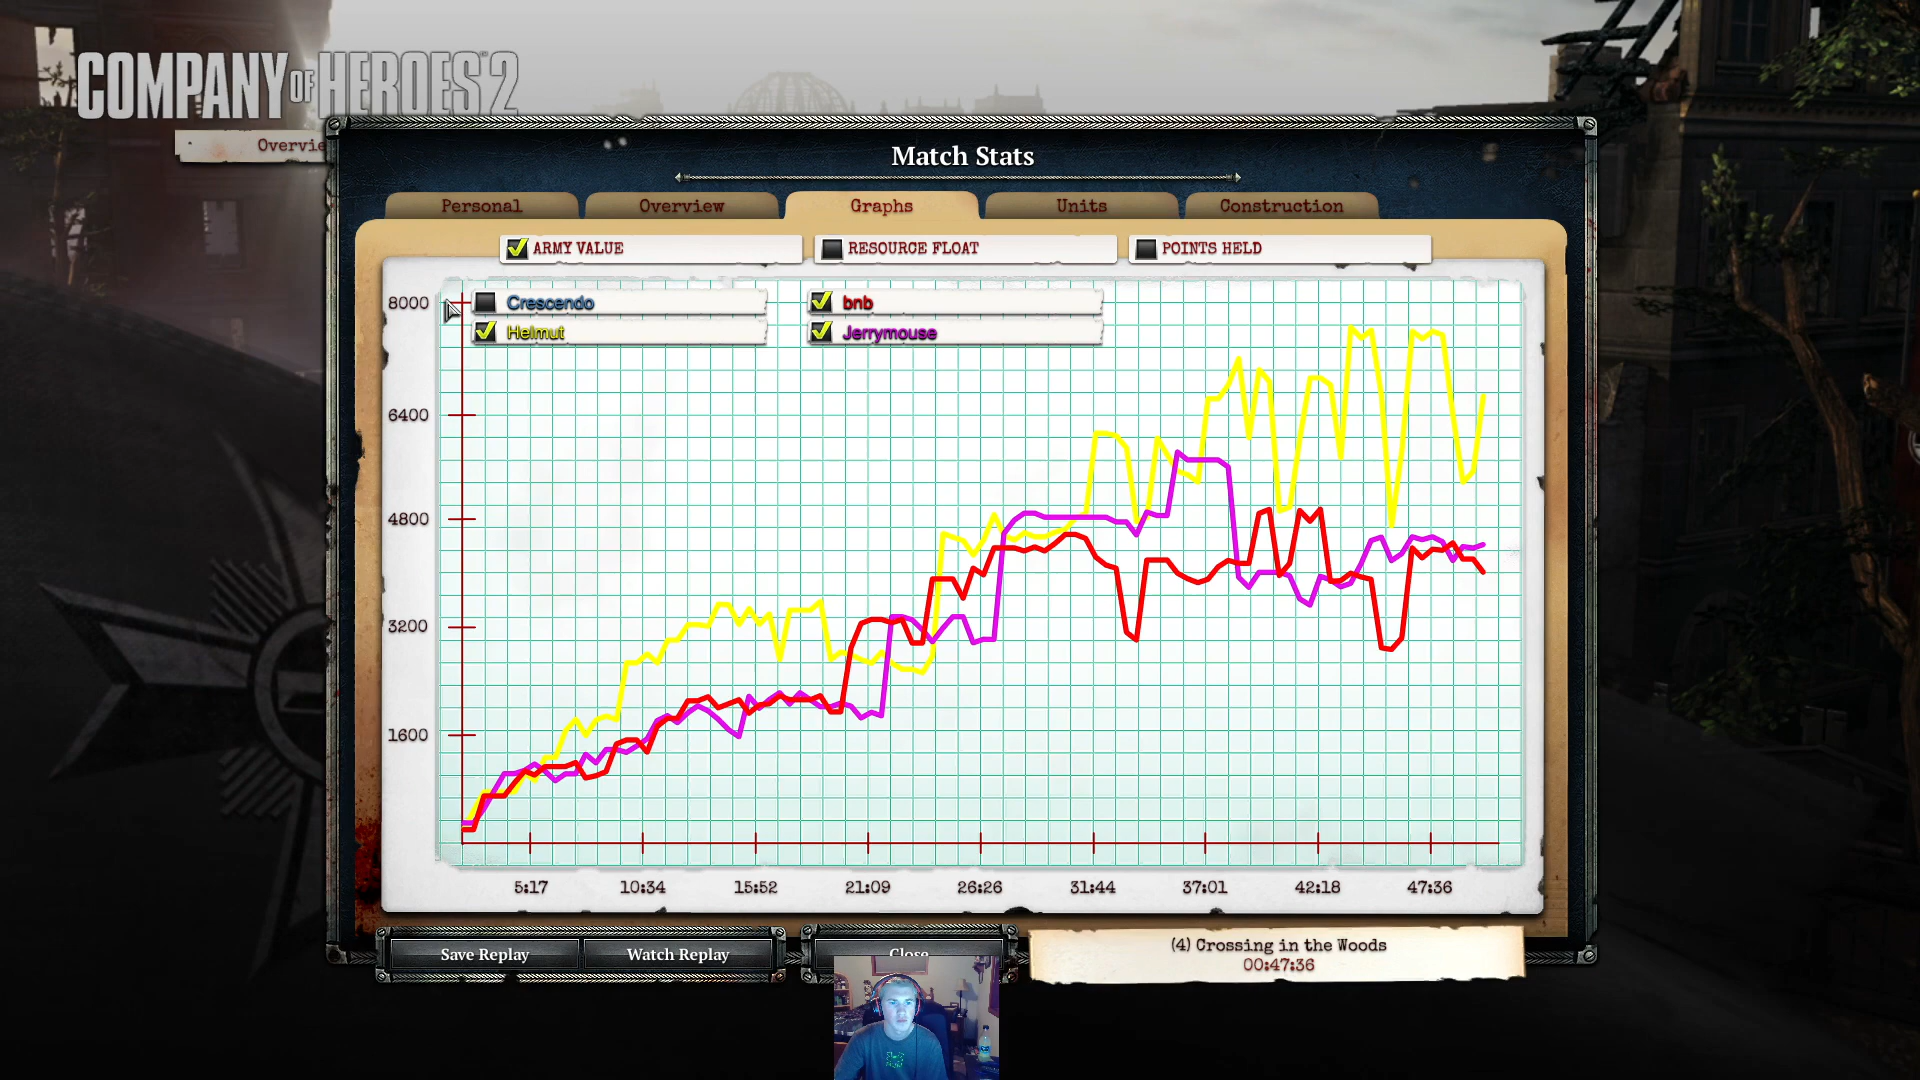 COMPANY OF HEROES 2
Overvie
Match Stats
Personal Overview Graphs Units Construction
ARMY VALUE RESOURCE FLOAT POINTS HELD
Crescendo bnb
Helmut Jerrymouse
8000
6400
4800
3200
1600
5:17 10:34 15:52 21:09 26:26 31:44 37:01 42:18 47:36
Save Replay Watch Replay Close
(4) Crossing in the Woods
00:47:36